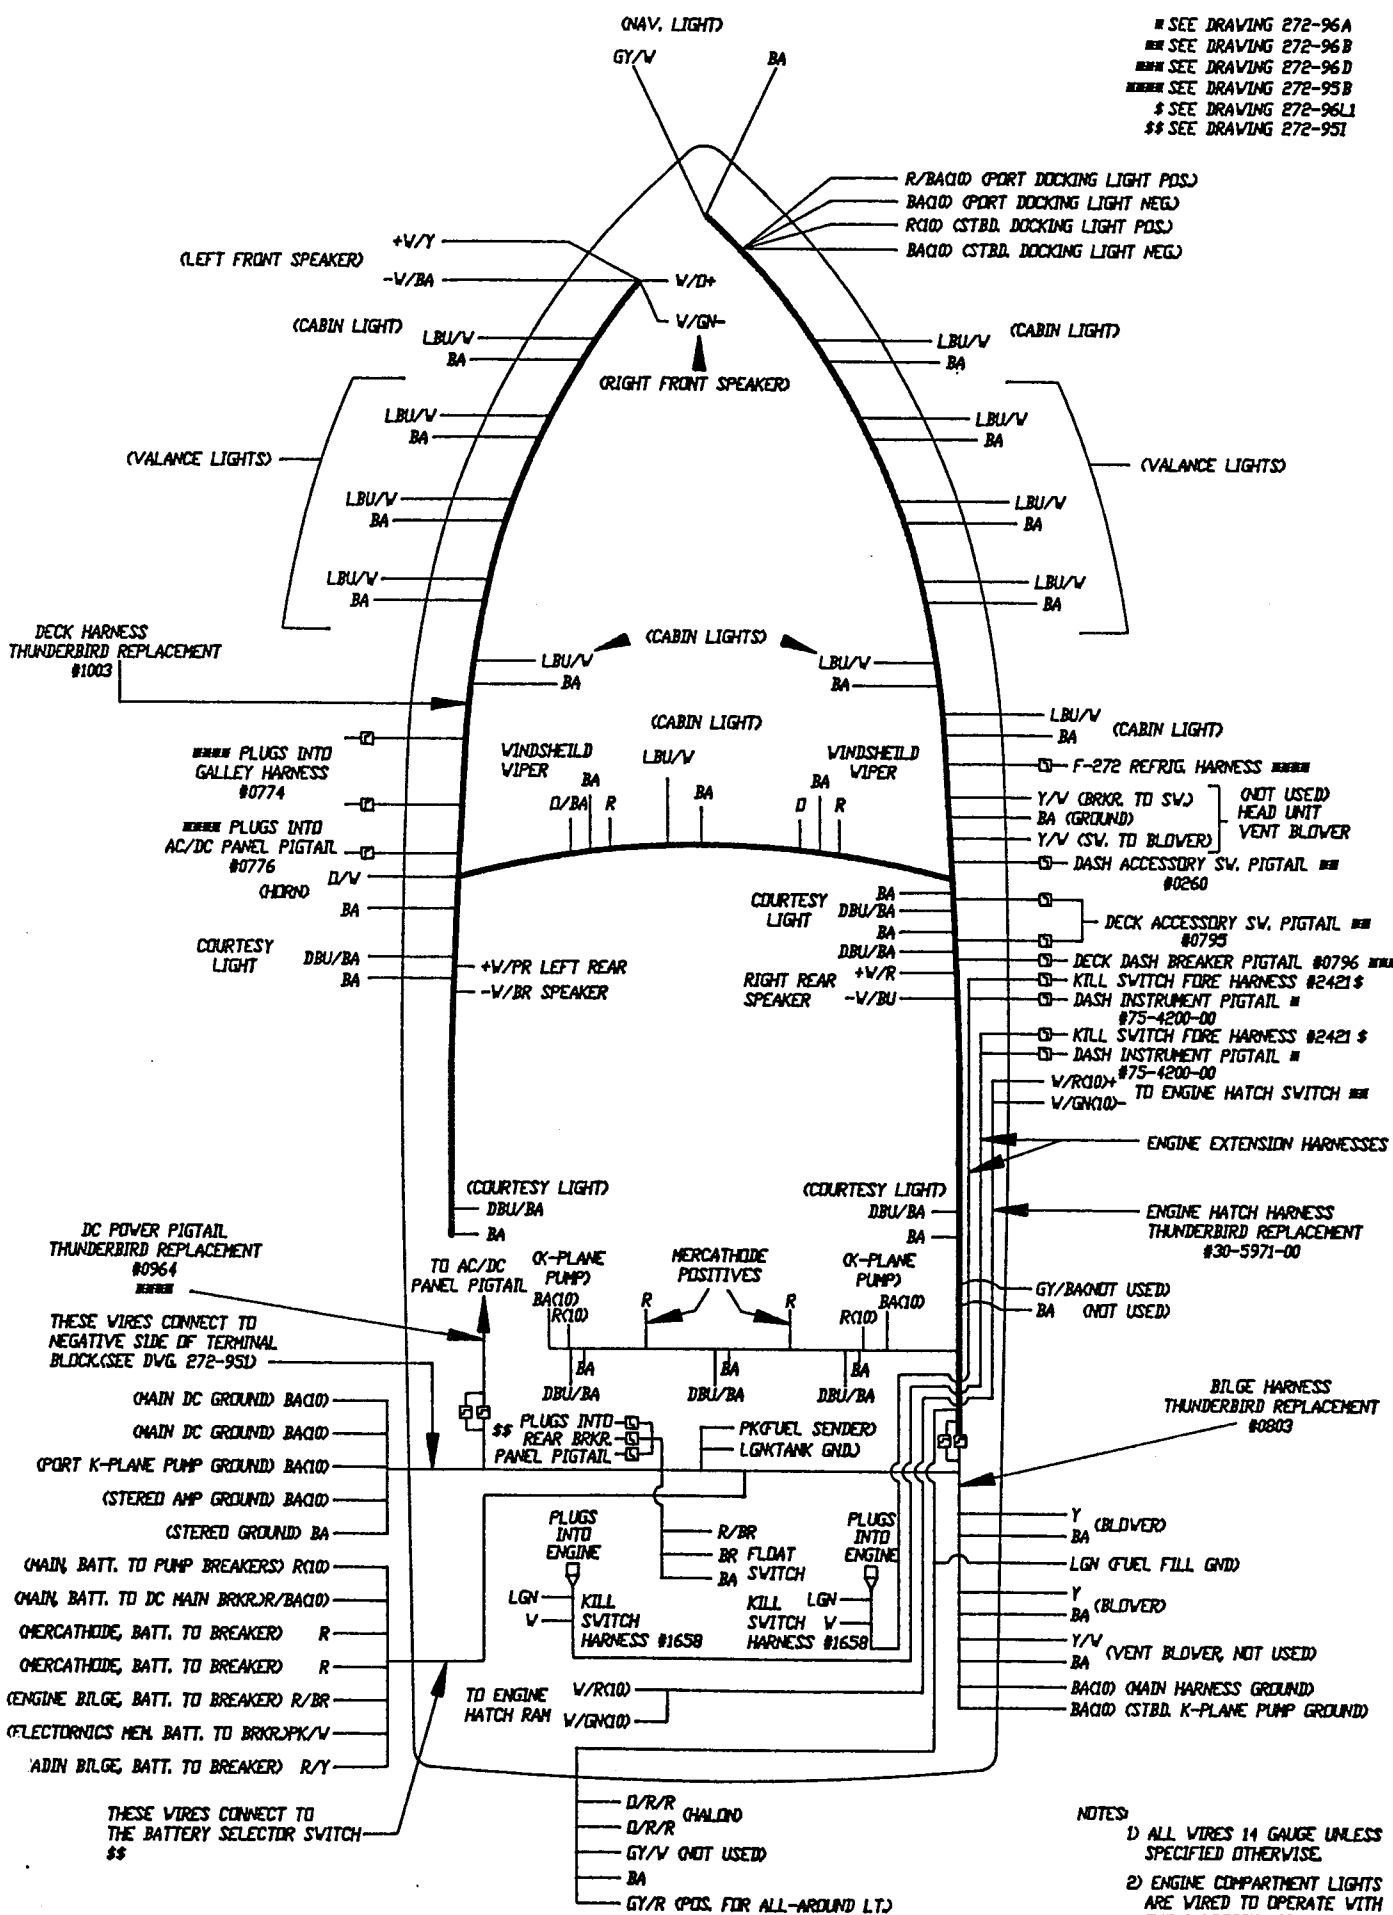 (NAV. LIGHT)
GY/W
BA
* SEE DRAWING 272-96A
** SEE DRAWING 272-96B
*** SEE DRAWING 272-96D
**** SEE DRAWING 272-95B
$ SEE DRAWING 272-96L1
$$ SEE DRAWING 272-95I
R/BA(10) (PORT DOCKING LIGHT POS.)
BA(10) (PORT DOCKING LIGHT NEG.)
R(10) (STBD. DOCKING LIGHT POS.)
BA(10) (STBD. DOCKING LIGHT NEG.)
+W/Y
(LEFT FRONT SPEAKER)
-W/BA
W/O+
W/GN-
(RIGHT FRONT SPEAKER)
(CABIN LIGHT)
LBU/W
BA
LBU/W
BA
(CABIN LIGHT)
LBU/W
BA
(VALANCE LIGHTS)
LBU/W
BA
LBU/W
BA
LBU/W
BA
(VALANCE LIGHTS)
LBU/W
BA
LBU/W
BA
DECK HARNESS
THUNDERBIRD REPLACEMENT
#1003
(CABIN LIGHTS)
LBU/W
BA
LBU/W
BA
LBU/W
BA
(CABIN LIGHT)
(CABIN LIGHT)
LBU/W
BA
WINDSHEILD
WIPER
BA
O/BA
R
WINDSHEILD
WIPER
BA
O
R
**** PLUGS INTO
GALLEY HARNESS
#0774
**** PLUGS INTO
AC/DC PANEL PIGTAIL
#0776
O/W
(HORN)
BA
F-272 REFRIG. HARNESS ****
Y/W (BRKR. TO SW.)
BA (GROUND)
Y/W (SW. TO BLOWER)
(NOT USED)
HEAD UNIT
VENT BLOWER
DASH ACCESSORY SW. PIGTAIL **
#0260
COURTESY
LIGHT
BA
DBU/BA
BA
DBU/BA
DECK ACCESSORY SW. PIGTAIL **
#0795
COURTESY
LIGHT
DBU/BA
BA
+W/PR LEFT REAR
-W/BR SPEAKER
RIGHT REAR
SPEAKER
+W/R
-W/BU
DECK DASH BREAKER PIGTAIL #0796 ***
KILL SWITCH FORE HARNESS #2421 $
DASH INSTRUMENT PIGTAIL *
#75-4200-00
KILL SWITCH FORE HARNESS #2421 $
DASH INSTRUMENT PIGTAIL *
#75-4200-00
W/R(10)+
W/GN(10)-
TO ENGINE HATCH SWITCH **
ENGINE EXTENSION HARNESSES
(COURTESY LIGHT)
DBU/BA
BA
(COURTESY LIGHT)
DBU/BA
BA
ENGINE HATCH HARNESS
THUNDERBIRD REPLACEMENT
#30-5971-00
DC POWER PIGTAIL
THUNDERBIRD REPLACEMENT
#0964
****
TO AC/DC
PANEL PIGTAIL
(K-PLANE
PUMP)
BA(10)
R(10)
MERCATHODE
POSITIVES
R
R
(K-PLANE
PUMP)
BA(10)
R(10)
GY/BA(NOT USED)
BA (NOT USED)
THESE WIRES CONNECT TO
NEGATIVE SIDE OF TERMINAL
BLOCK.(SEE DWG. 272-95I)
BA
DBU/BA
BA
DBU/BA
BA
DBU/BA
(MAIN DC GROUND) BA(10)
(MAIN DC GROUND) BA(10)
(PORT K-PLANE PUMP GROUND) BA(10)
(STEREO AMP GROUND) BA(10)
(STEREO GROUND) BA
BILGE HARNESS
THUNDERBIRD REPLACEMENT
#0803
$$
PLUGS INTO
REAR BRKR.
PANEL PIGTAIL
PK(FUEL SENDER)
LGN(TANK GND.)
PLUGS
INTO
ENGINE
R/BR
BR
BA
FLOAT
SWITCH
PLUGS
INTO
ENGINE
Y
BA
(BLOWER)
LGN (FUEL FILL GND)
Y
BA
(BLOWER)
Y/W
BA
(VENT BLOWER, NOT USED)
BA(10) (MAIN HARNESS GROUND)
BA(10) (STBD. K-PLANE PUMP GROUND)
(MAIN, BATT. TO PUMP BREAKERS) R(10)
(MAIN, BATT. TO DC MAIN BRKR.)R/BA(10)
(MERCATHODE, BATT. TO BREAKER) R
(MERCATHODE, BATT. TO BREAKER) R
(ENGINE BILGE, BATT. TO BREAKER) R/BR
(ELECTORNICS MEM. BATT. TO BRKR.)PK/W
ADIN BILGE, BATT. TO BREAKER) R/Y
LGN
W
KILL
SWITCH
HARNESS #1658
KILL
SWITCH
HARNESS #1658
LGN
W
TO ENGINE
HATCH RAM
W/R(10)
W/GN(10)
THESE WIRES CONNECT TO
THE BATTERY SELECTOR SWITCH
$$
O/R/R
O/R/R
(HALON)
GY/W (NOT USED)
BA
GY/R (POS. FOR ALL-AROUND LT.)
NOTES:
1) ALL WIRES 14 GAUGE UNLESS
SPECIFIED OTHERWISE.
2) ENGINE COMPARTMENT LIGHTS
ARE WIRED TO OPERATE WITH